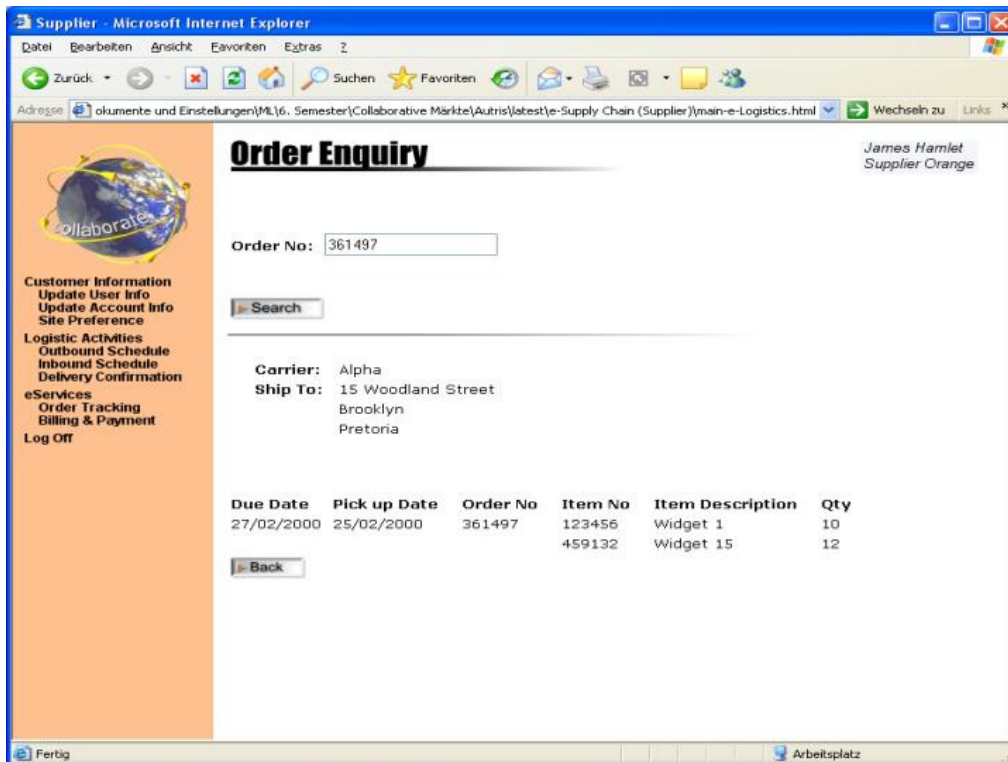 Supplier - Microsoft Internet Explorer
Datei Bearbeiten Ansicht Favoriten Extras ?
Zurück Suchen Favoriten
Adresse okumente und Einstellungen\ML\6. Semester\Collaborative Märkte\Autris\latest\e-Supply Chain (Supplier)\main-e-Logistics.html Wechseln zu Links »
collaborate
Customer Information
Update User Info
Update Account Info
Site Preference
Logistic Activities
Outbound Schedule
Inbound Schedule
Delivery Confirmation
eServices
Order Tracking
Billing & Payment
Log Off
Order Enquiry
James Hamlet
Supplier Orange
Order No: 361497
Search
Carrier: Alpha
Ship To: 15 Woodland Street
Brooklyn
Pretoria
Due Date Pick up Date Order No Item No Item Description Qty
27/02/2000 25/02/2000 361497 123456 Widget 1 10
459132 Widget 15 12
Back
Fertig Arbeitsplatz